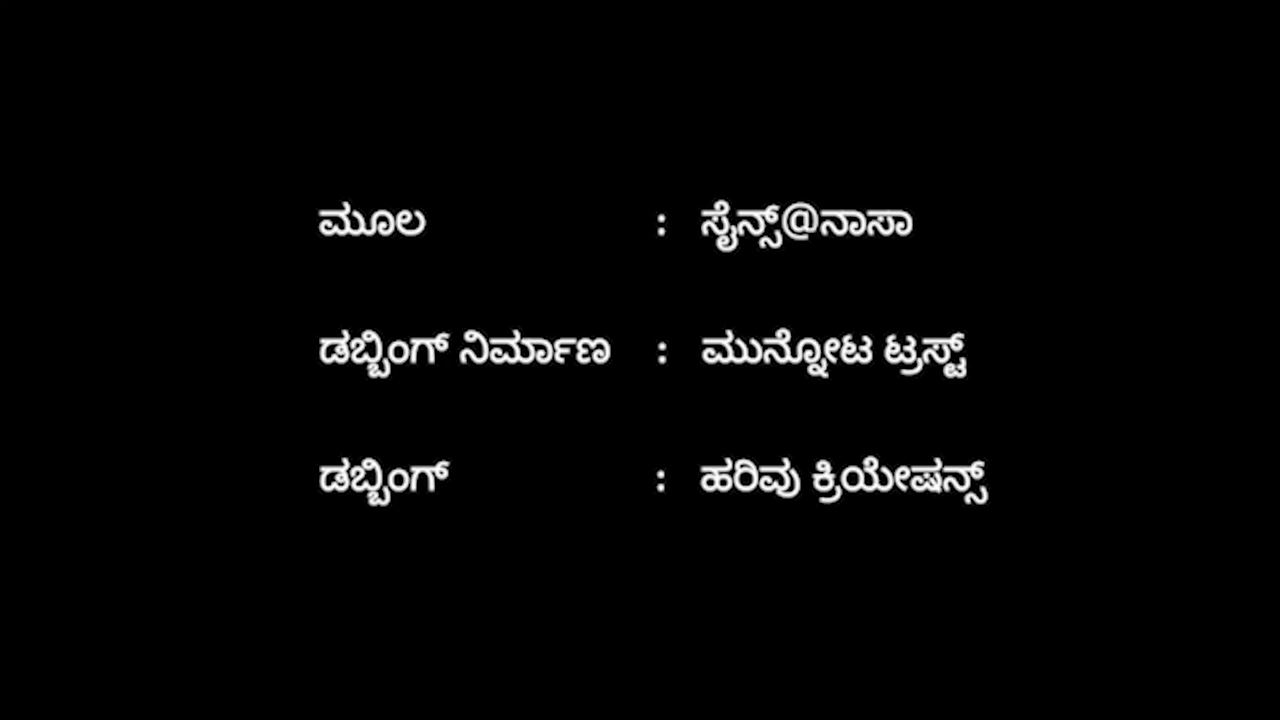 ಮೂಲ : ಸೈನ್ಸ್@ನಾಸಾ
ಡಬ್ಬಿಂಗ್ ನಿರ್ಮಾಣ : ಮುನ್ನೋಟ ಟ್ರಸ್ಟ್
ಡಬ್ಬಿಂಗ್ : ಹರಿವು ಕ್ರಿಯೇಷನ್ಸ್